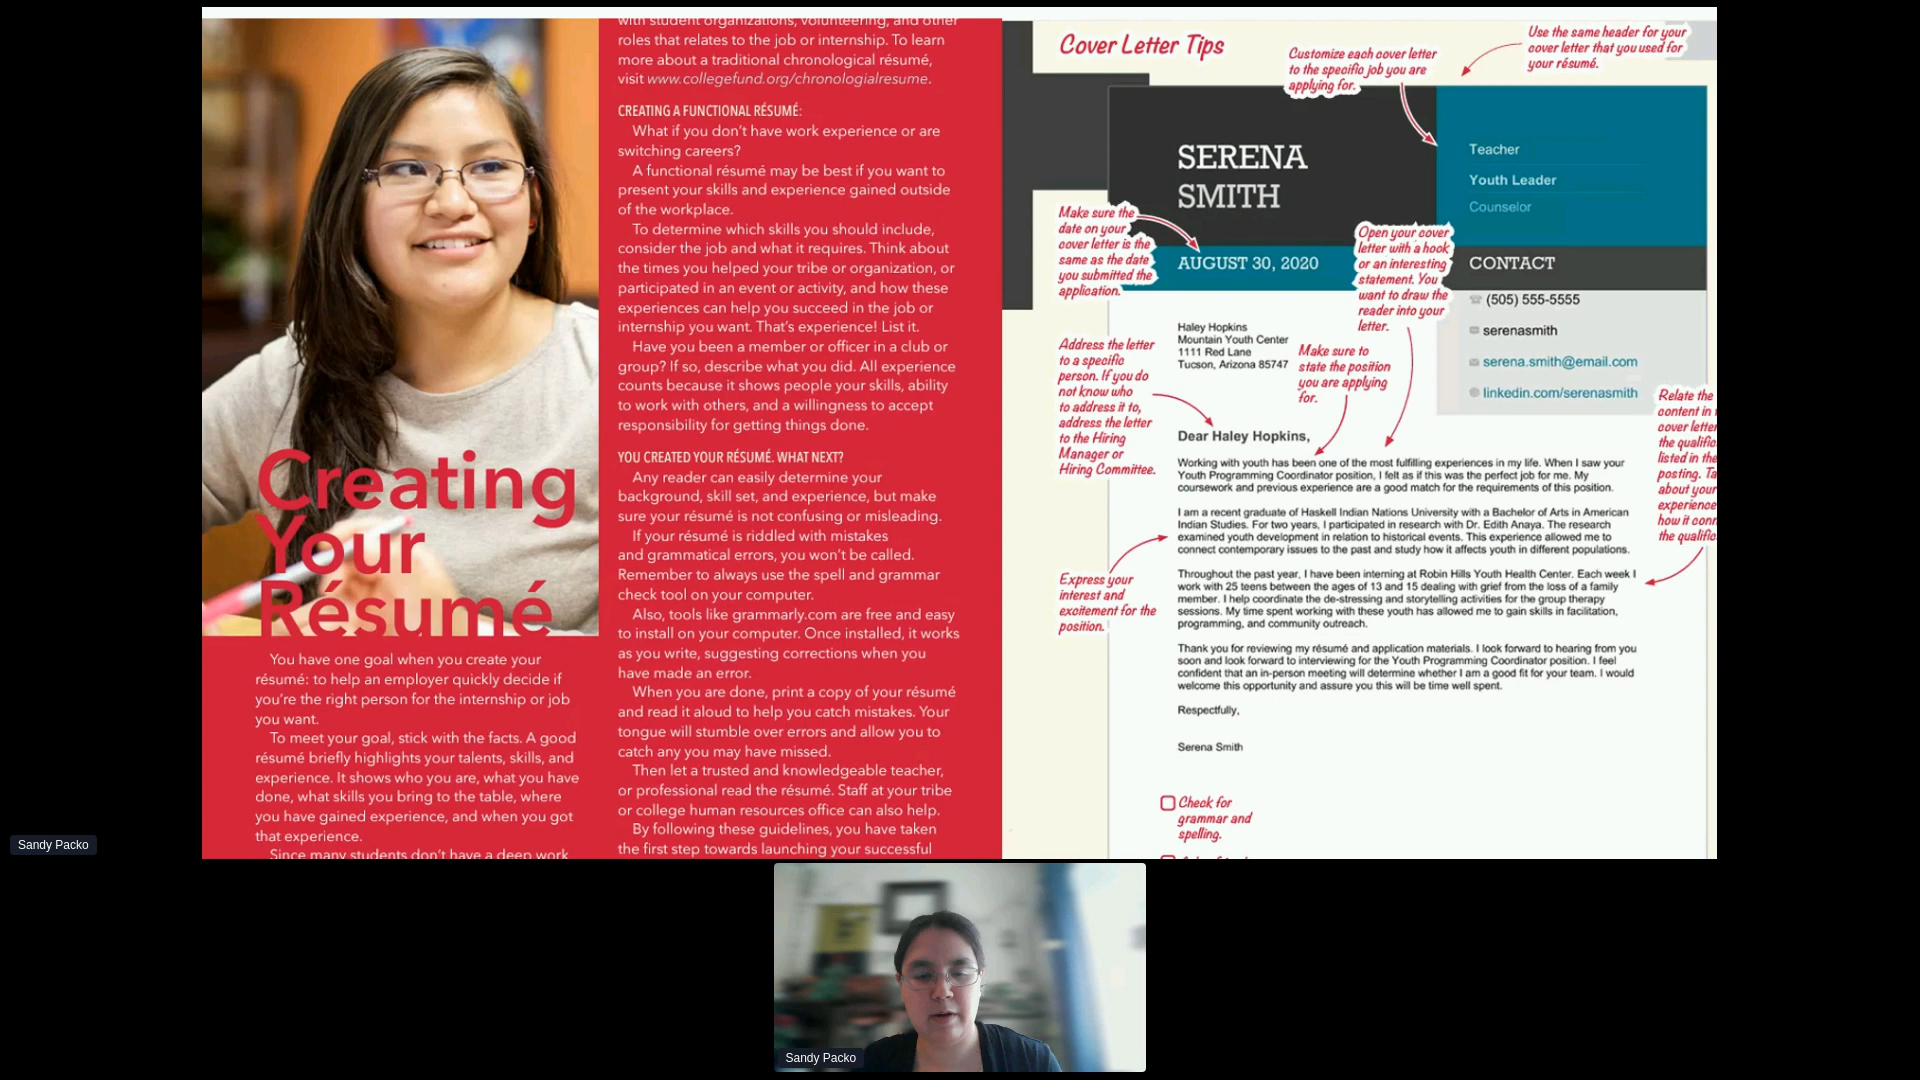 Creating
Your
Résumé
You have one goal when you create your
résumé: to help an employer quickly decide if
you're the right person for the internship or job
you want.
To meet your goal, stick with the facts. A good
résumé briefly highlights your talents, skills, and
experience. It shows who you are, what you have
done, what skills you bring to the table, where
you have gained experience, and when you got
that experience.
Since many students don't have a deep work
with student organizations, volunteering, and other
roles that relates to the job or internship. To learn
more about a traditional chronological résumé,
visit www.collegefund.org/chronologialresume.
CREATING A FUNCTIONAL RÉSUMÉ:
What if you don't have work experience or are
switching careers?
A functional résumé may be best if you want to
present your skills and experience gained outside
of the workplace.
To determine which skills you should include,
consider the job and what it requires. Think about
the times you helped your tribe or organization, or
participated in an event or activity, and how these
experiences can help you succeed in the job or
internship you want. That's experience! List it.
Have you been a member or officer in a club or
group? If so, describe what you did. All experience
counts because it shows people your skills, ability
to work with others, and a willingness to accept
responsibility for getting things done.
YOU CREATED YOUR RÉSUMÉ. WHAT NEXT?
Any reader can easily determine your
background, skill set, and experience, but make
sure your résumé is not confusing or misleading.
If your résumé is riddled with mistakes
and grammatical errors, you won't be called.
Remember to always use the spell and grammar
check tool on your computer.
Also, tools like grammarly.com are free and easy
to install on your computer. Once installed, it works
as you write, suggesting corrections when you
have made an error.
When you are done, print a copy of your résumé
and read it aloud to help you catch mistakes. Your
tongue will stumble over errors and allow you to
catch any you may have missed.
Then let a trusted and knowledgeable teacher,
or professional read the résumé. Staff at your tribe
or college human resources office can also help.
By following these guidelines, you have taken
the first step towards launching your successful
Cover Letter Tips
Customize each cover letter
to the specific job you are
applying for.
Use the same header for your
cover letter that you used for
your résumé.
SERENA
SMITH
Teacher
Youth Leader
Counselor
Make sure the
date on your
cover letter is the
same as the date
you submitted the
application.
AUGUST 30, 2020
Open your cover
letter with a hook
or an interesting
statement. You
want to draw the
reader into your
letter.
CONTACT
(505) 555-5555
serenasmith
serena.smith@email.com
linkedin.com/serenasmith
Haley Hopkins
Mountain Youth Center
1111 Red Lane
Tucson, Arizona 85747
Make sure to
state the position
you are applying
for.
Address the letter
to a specific
person. If you do
not know who
to address it to,
address the letter
to the Hiring
Manager or
Hiring Committee.
Relate the
content in
cover letter
the
listed in the
posting.
about your
experience
how it
the
Dear Haley Hopkins,
Working with youth has been one of the most fulfilling experiences in my life. When I saw your
Youth Programming Coordinator position, I felt as if this was the perfect job for me. My
coursework and previous experience are a good match for the requirements of this position.
I am a recent graduate of Haskell Indian Nations University with a Bachelor of Arts in American
Indian Studies. For two years, I participated in research with Dr. Edith Anaya. The research
examined youth development in relation to historical events. This experience allowed me to
connect contemporary issues to the past and study how it affects youth in different populations.
Express your
interest and
excitement for the
position.
Throughout the past year, I have been interning at Robin Hills Youth Health Center. Each week I
work with 25 teens between the ages of 13 and 15 dealing with grief from the loss of a family
member. I help coordinate the de-stressing and storytelling activities for the group therapy
sessions. My time spent working with these youth has allowed me to gain skills in facilitation,
programming, and community outreach.
Thank you for reviewing my résumé and application materials. I look forward to hearing from you
soon and look forward to interviewing for the Youth Programming Coordinator position. I feel
confident that an in-person meeting will determine whether I am a good fit for your team. I would
welcome this opportunity and assure you this will be time well spent.
Respectfully,
Serena Smith
Check for
grammar and
spelling.
Sandy Packo
Sandy Packo